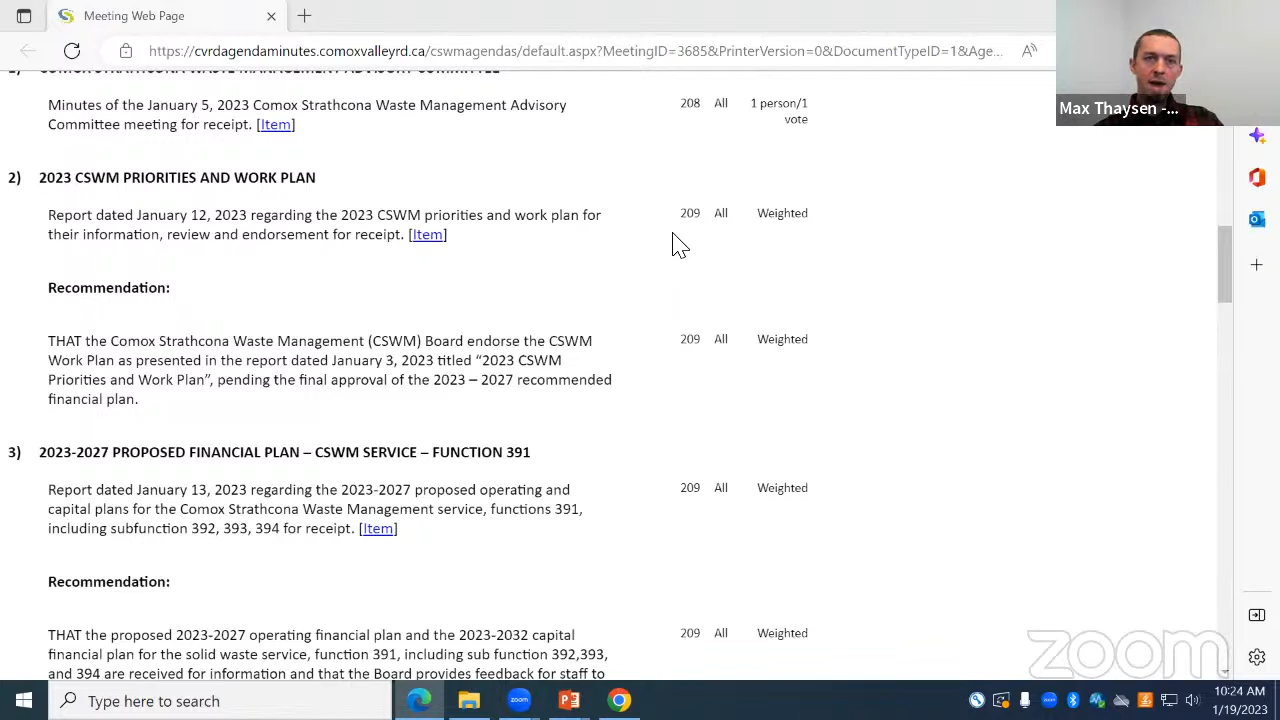 Meeting Web Page
https://cvrdagendaminutes.comoxvalleyrd.ca/cswmagendas/default.aspx?MeetingID=3685&PrinterVersion=0&DocumentTypeID=1&Age...
Max Thaysen -...
1) COMOX STRATHCONA WASTE MANAGEMENT ADVISORY COMMITTEE
Minutes of the January 5, 2023 Comox Strathcona Waste Management Advisory 208 All 1 person/1
Committee meeting for receipt. [Item] vote
2) 2023 CSWM PRIORITIES AND WORK PLAN
Report dated January 12, 2023 regarding the 2023 CSWM priorities and work plan for 209 All Weighted
their information, review and endorsement for receipt. [Item]
Recommendation:
THAT the Comox Strathcona Waste Management (CSWM) Board endorse the CSWM 209 All Weighted
Work Plan as presented in the report dated January 3, 2023 titled “2023 CSWM
Priorities and Work Plan”, pending the final approval of the 2023 – 2027 recommended
financial plan.
3) 2023-2027 PROPOSED FINANCIAL PLAN – CSWM SERVICE – FUNCTION 391
Report dated January 13, 2023 regarding the 2023-2027 proposed operating and 209 All Weighted
capital plans for the Comox Strathcona Waste Management service, functions 391,
including subfunction 392, 393, 394 for receipt. [Item]
Recommendation:
THAT the proposed 2023-2027 operating financial plan and the 2023-2032 capital 209 All Weighted
financial plan for the solid waste service, function 391, including sub function 392,393,
and 394 are received for information and that the Board provides feedback for staff to
zoom
Type here to search
zoom
10:24 AM
1/19/2023